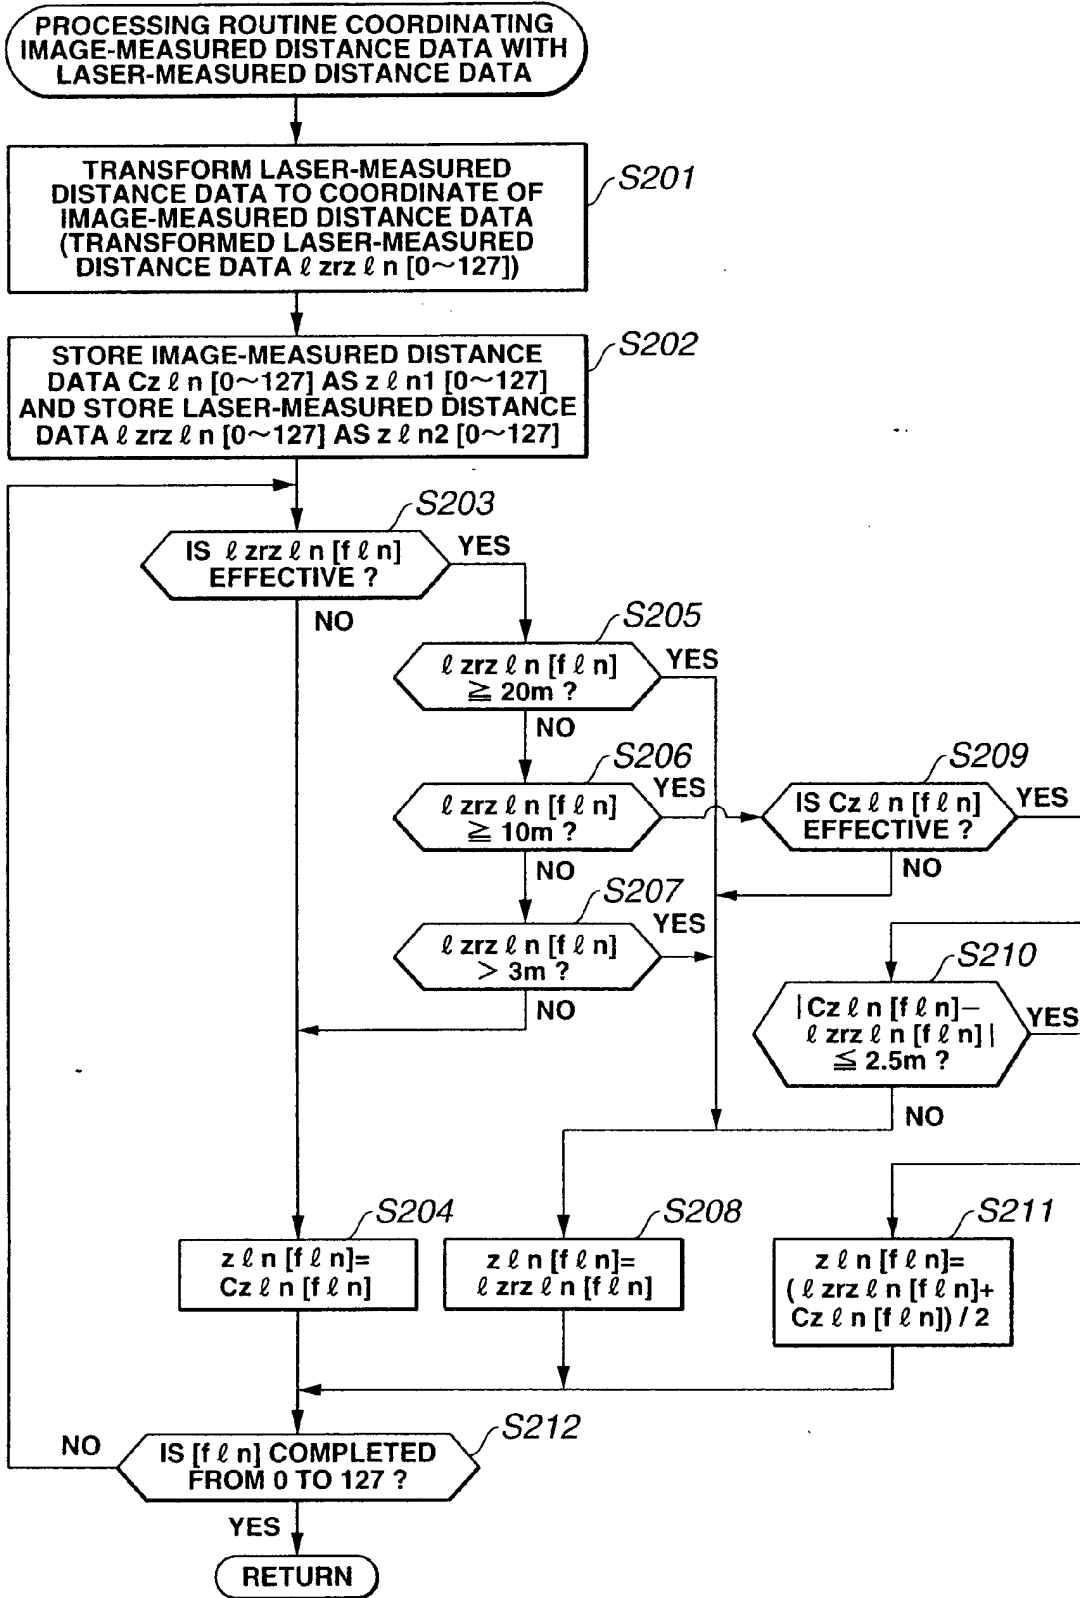 PROCESSING ROUTINE COORDINATING
IMAGE-MEASURED DISTANCE DATA WITH
LASER-MEASURED DISTANCE DATA
TRANSFORM LASER-MEASURED
DISTANCE DATA TO COORDINATE OF
IMAGE-MEASURED DISTANCE DATA
(TRANSFORMED LASER-MEASURED
DISTANCE DATA ℓ zrz ℓ n [0~127])
S201
STORE IMAGE-MEASURED DISTANCE
DATA Cz ℓ n [0~127] AS z ℓ n1 [0~127]
AND STORE LASER-MEASURED DISTANCE
DATA ℓ zrz ℓ n [0~127] AS z ℓ n2 [0~127]
S202
S203
IS ℓ zrz ℓ n [f ℓ n]
EFFECTIVE ?
YES
NO
S205
ℓ zrz ℓ n [f ℓ n]
≧ 20m ?
YES
NO
S206
ℓ zrz ℓ n [f ℓ n]
≧ 10m ?
YES
NO
S209
IS Cz ℓ n [f ℓ n]
EFFECTIVE ?
YES
NO
S207
ℓ zrz ℓ n [f ℓ n]
> 3m ?
YES
NO
S210
|Cz ℓ n [f ℓ n]−
ℓ zrz ℓ n [f ℓ n]|
≦ 2.5m ?
YES
NO
S204
z ℓ n [f ℓ n]=
Cz ℓ n [f ℓ n]
S208
z ℓ n [f ℓ n]=
ℓ zrz ℓ n [f ℓ n]
S211
z ℓ n [f ℓ n]=
( ℓ zrz ℓ n [f ℓ n]+
Cz ℓ n [f ℓ n]) / 2
S212
IS [f ℓ n] COMPLETED
FROM 0 TO 127 ?
NO
YES
RETURN